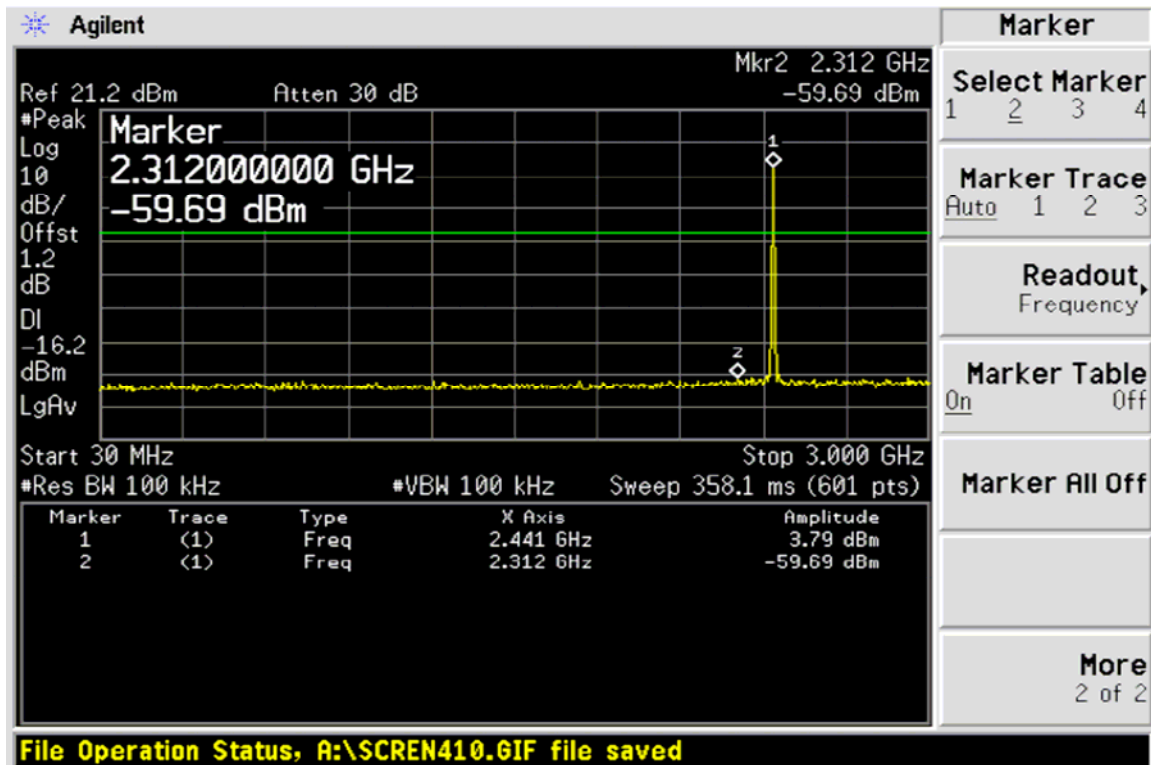 Agilent
Marker
Mkr2 2.312 GHz
Ref 21.2 dBm Atten 30 dB -59.69 dBm
#Peak
Log
10
dB/
Offst
1.2
dB
DI
-16.2
dBm
LgAv
Marker
2.312000000 GHz
-59.69 dBm
1
2
Start 30 MHz Stop 3.000 GHz
#Res BW 100 kHz #VBW 100 kHz Sweep 358.1 ms (601 pts)
Marker Trace Type X Axis Amplitude
1 (1) Freq 2.441 GHz 3.79 dBm
2 (1) Freq 2.312 GHz -59.69 dBm
Select Marker
1 2 3 4
Marker Trace
Auto 1 2 3
Readout
Frequency
Marker Table
On Off
Marker All Off
More
2 of 2
File Operation Status, A:\SCREN410.GIF file saved